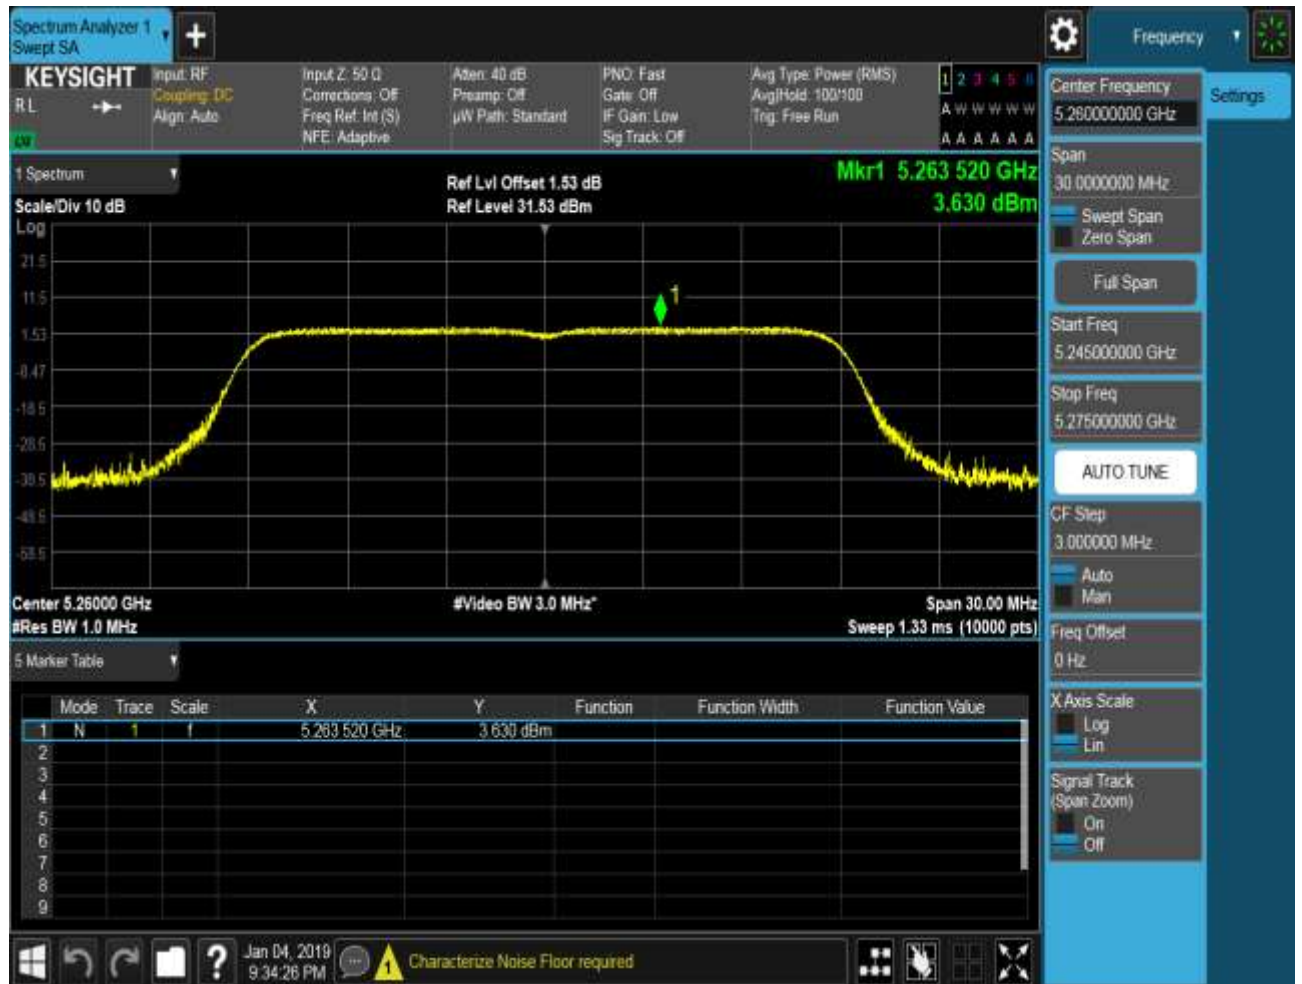 Spectrum Analyzer 1
Swept SA
+
Frequency
KEYSIGHT
RL
Input: RF
Coupling: DC
Align: Auto
Input Z: 50 Ω
Corrections: Off
Freq Ref: Int (S)
NFE: Adaptive
Atten: 40 dB
Preamp: Off
µW Path: Standard
PNO: Fast
Gate: Off
IF Gain: Low
Sig Track: Off
Avg Type: Power (RMS)
Avg|Hold: 100/100
Trig: Free Run
1 2 3 4 5 6
A W W W W W
A A A A A A
1 Spectrum
Scale/Div 10 dB
Log
Ref Lvl Offset 1.53 dB
Ref Level 31.53 dBm
Mkr1 5.263 520 GHz
3.630 dBm
21.5
11.5
1.53
-8.47
-18.5
-28.5
-38.5
-48.5
-58.5
1
Center 5.26000 GHz
#Res BW 1.0 MHz
#Video BW 3.0 MHz*
Span 30.00 MHz
Sweep 1.33 ms (10000 pts)
5 Marker Table
Mode Trace Scale X Y Function Function Width Function Value
1 N 1 f 5.263 520 GHz 3.630 dBm
2
3
4
5
6
7
8
9
Jan 04, 2019
9:34:26 PM
Characterize Noise Floor required
Settings
Center Frequency
5.260000000 GHz
Span
30.0000000 MHz
Swept Span
Zero Span
Full Span
Start Freq
5.245000000 GHz
Stop Freq
5.275000000 GHz
AUTO TUNE
CF Step
3.000000 MHz
Auto
Man
Freq Offset
0 Hz
X Axis Scale
Log
Lin
Signal Track
(Span Zoom)
On
Off